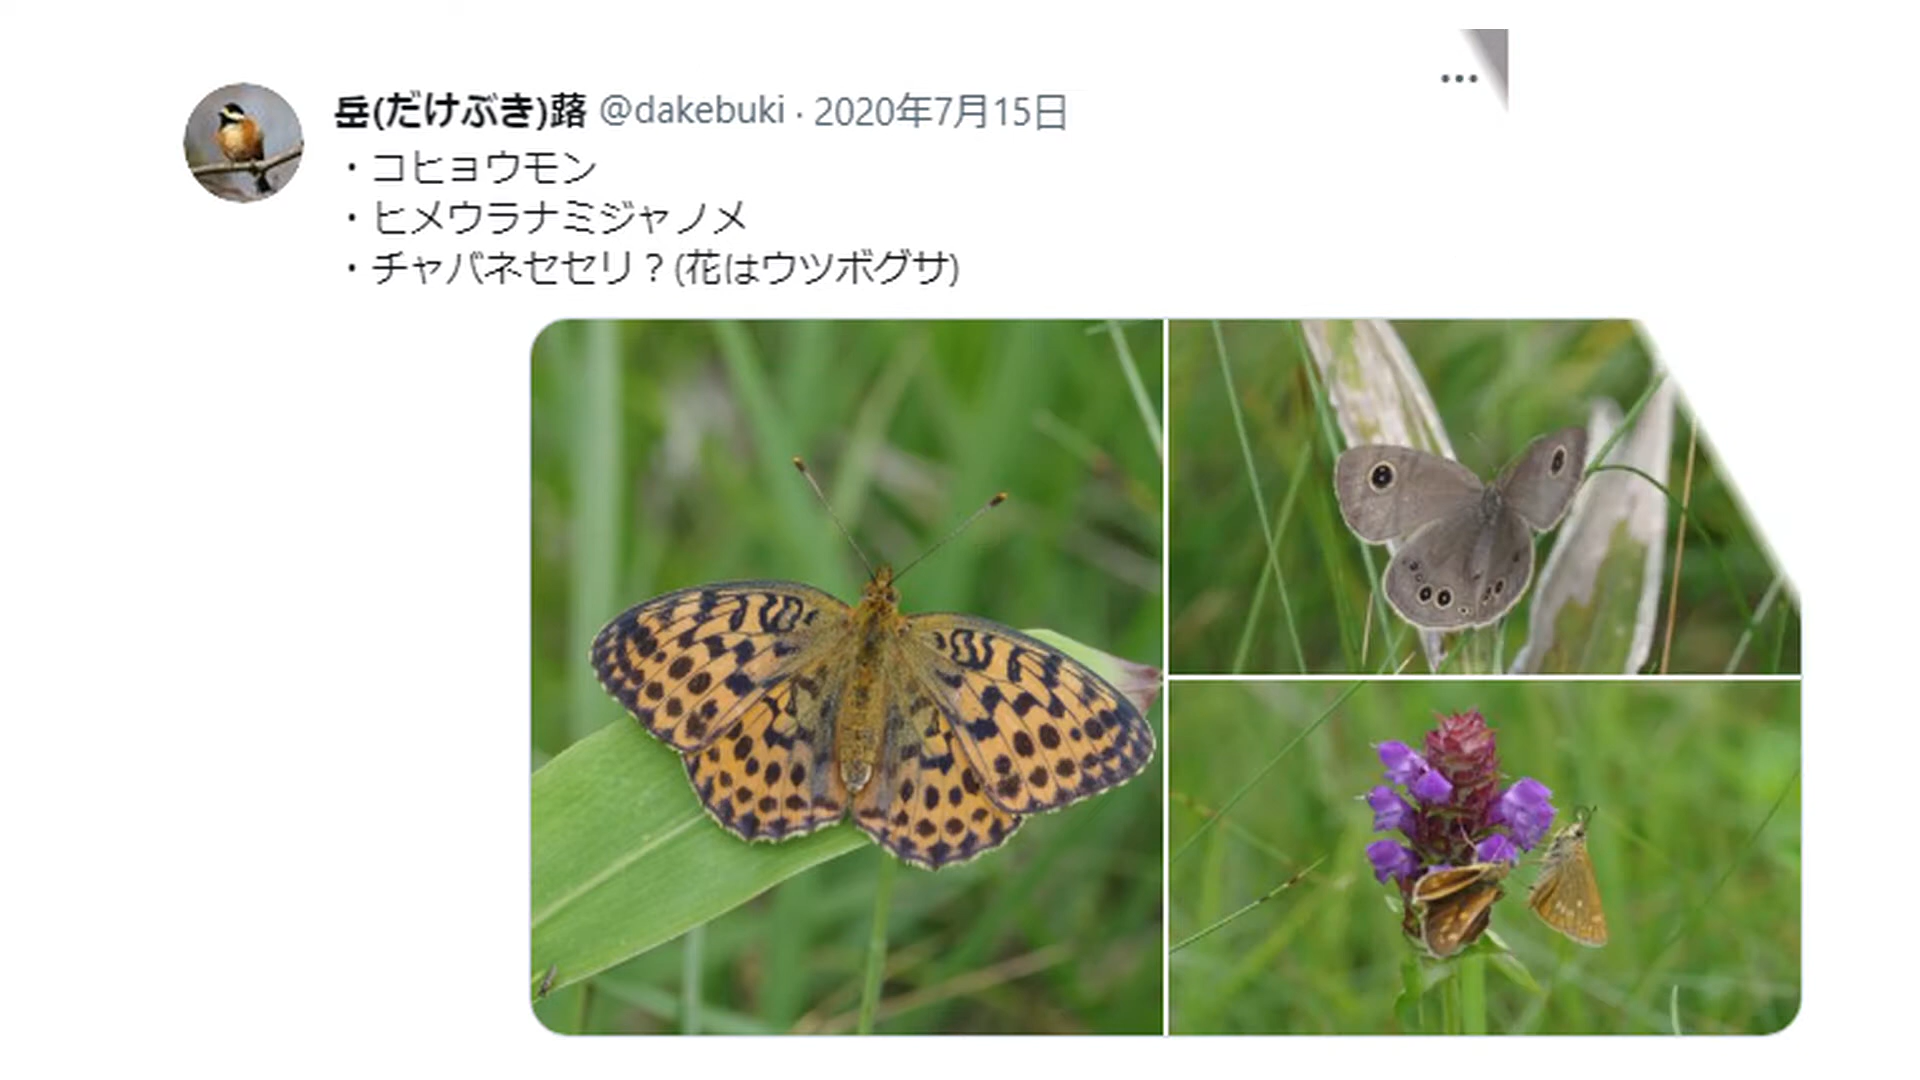 岳(だけぶき)蕗 @dakebuki · 2020年7月15日
・コヒョウモン
・ヒメウラナミジャノメ
・チャバネセセリ？(花はウツボグサ)